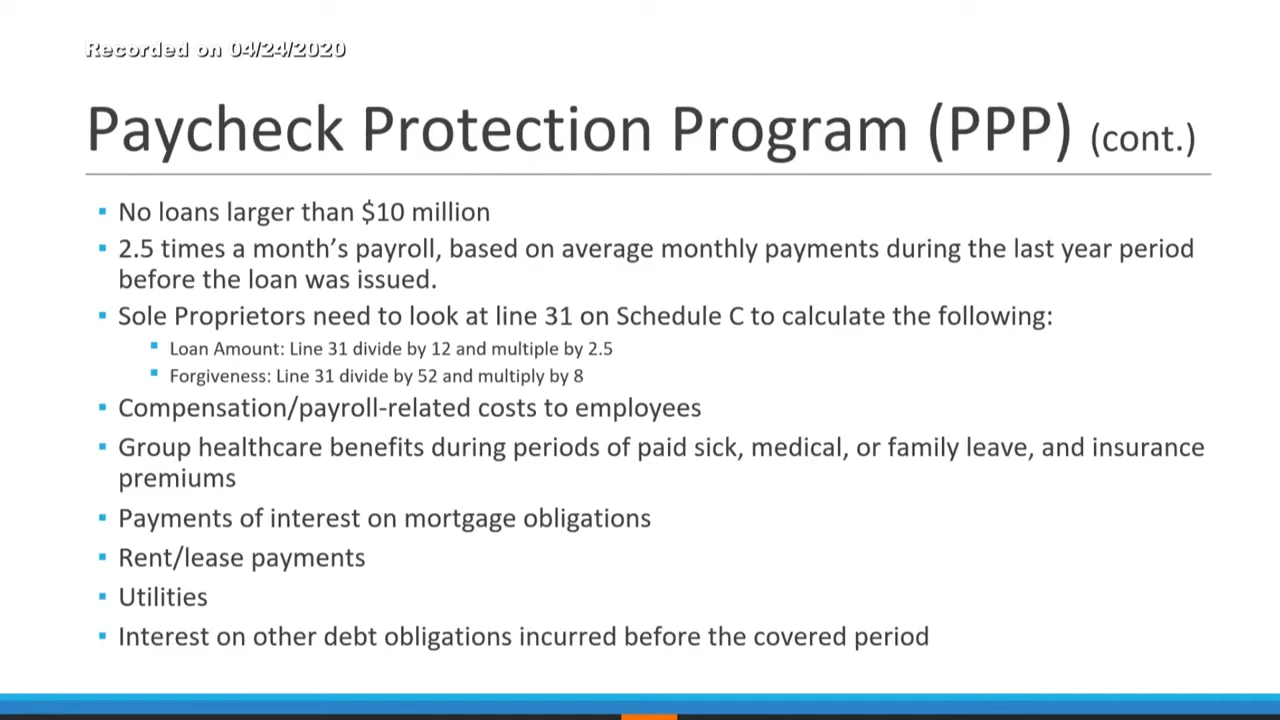 Recorded on 04/24/2020
Paycheck Protection Program (PPP) (cont.)
▪ No loans larger than $10 million
▪ 2.5 times a month’s payroll, based on average monthly payments during the last year period
before the loan was issued.
▪ Sole Proprietors need to look at line 31 on Schedule C to calculate the following:
▪ Loan Amount: Line 31 divide by 12 and multiple by 2.5
▪ Forgiveness: Line 31 divide by 52 and multiply by 8
▪ Compensation/payroll-related costs to employees
▪ Group healthcare benefits during periods of paid sick, medical, or family leave, and insurance
premiums
▪ Payments of interest on mortgage obligations
▪ Rent/lease payments
▪ Utilities
▪ Interest on other debt obligations incurred before the covered period